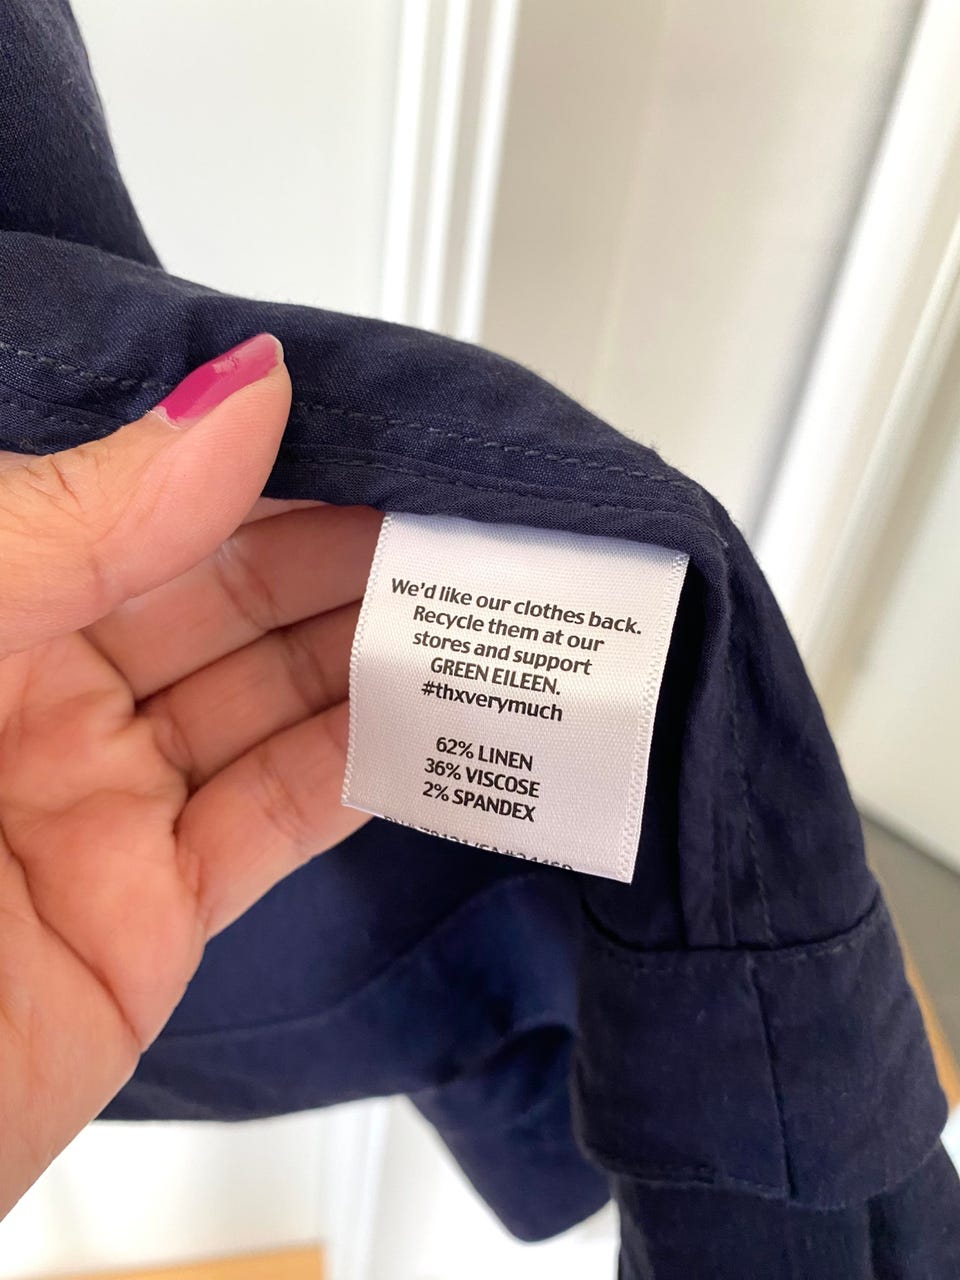 We'd like our clothes back.
Recycle them at our
stores and support
GREEN EILEEN.
#thxverymuch
62% LINEN
36% VISCOSE
2% SPANDEX